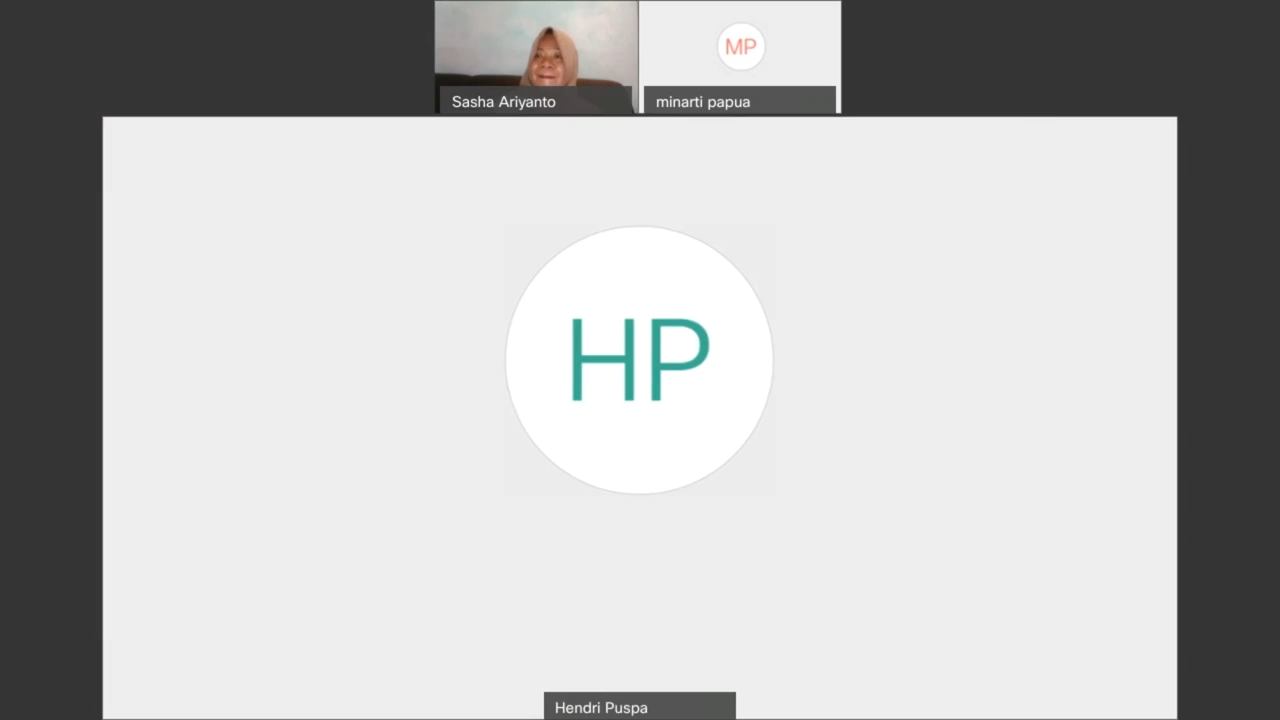 MP
Sasha Ariyanto
minarti papua
HP
Hendri Puspa